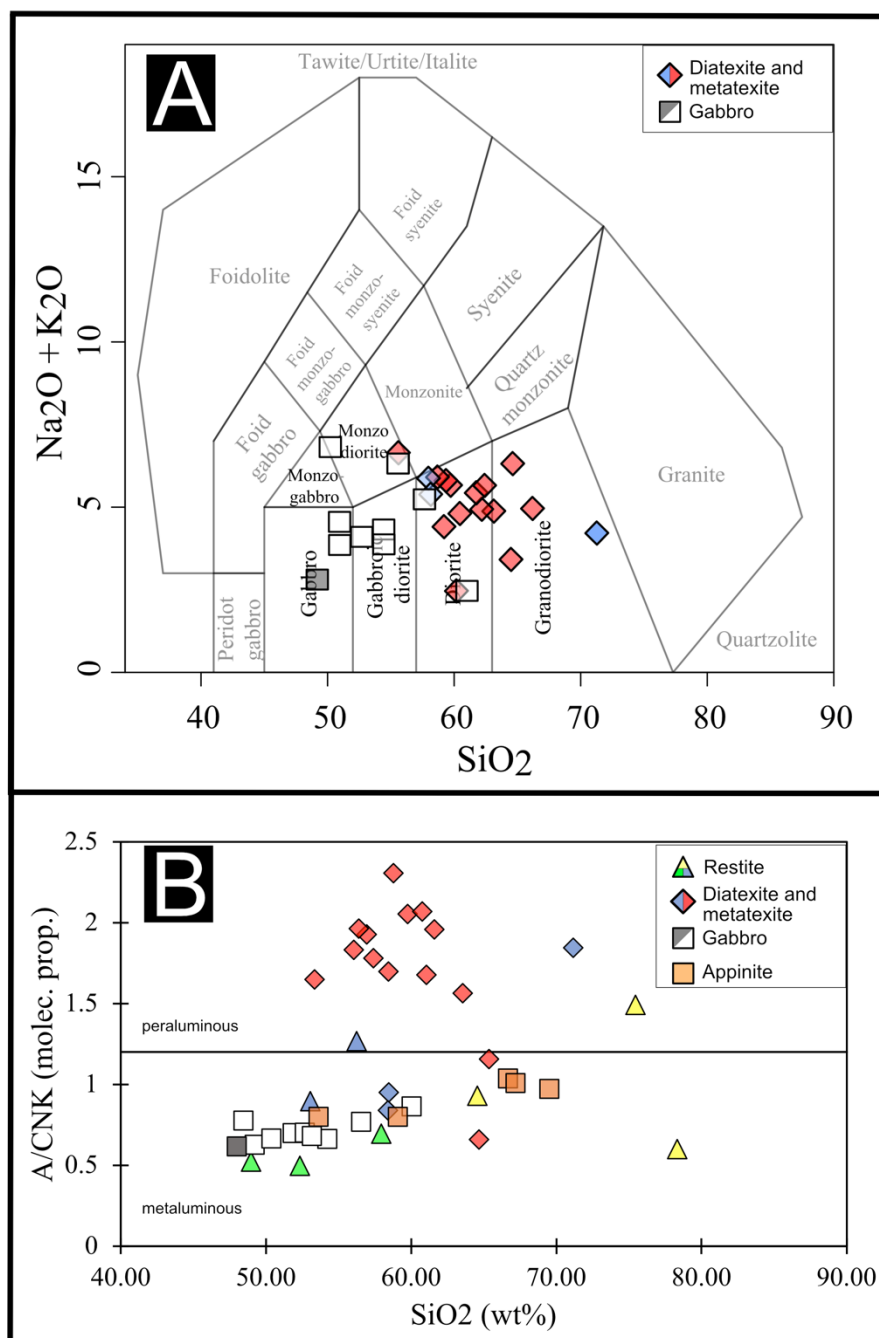 A
Tawite/Urtite/Italite
Diatexite and
metatexite
Gabbro
Na2O + K2O
15
10
5
0
Foid
syenite
Foidolite
Foid
monzo-
syenite
Syenite
Foid
monzo-
gabbro
Monzonite
Quartz
monzonite
Foid
gabbro
Monzo
diorite
Monzo-
gabbro
Granite
Peridot
gabbro
Gabbro
Gabbroic
diorite
Diorite
Granodiorite
Quartzolite
40
50
60
70
80
90
SiO2
B
Restite
Diatexite and
metatexite
Gabbro
Appinite
A/CNK (molec. prop.)
2.5
2
1.5
1
0.5
0
peraluminous
metaluminous
40.00
50.00
60.00
70.00
80.00
90.00
SiO2 (wt%)